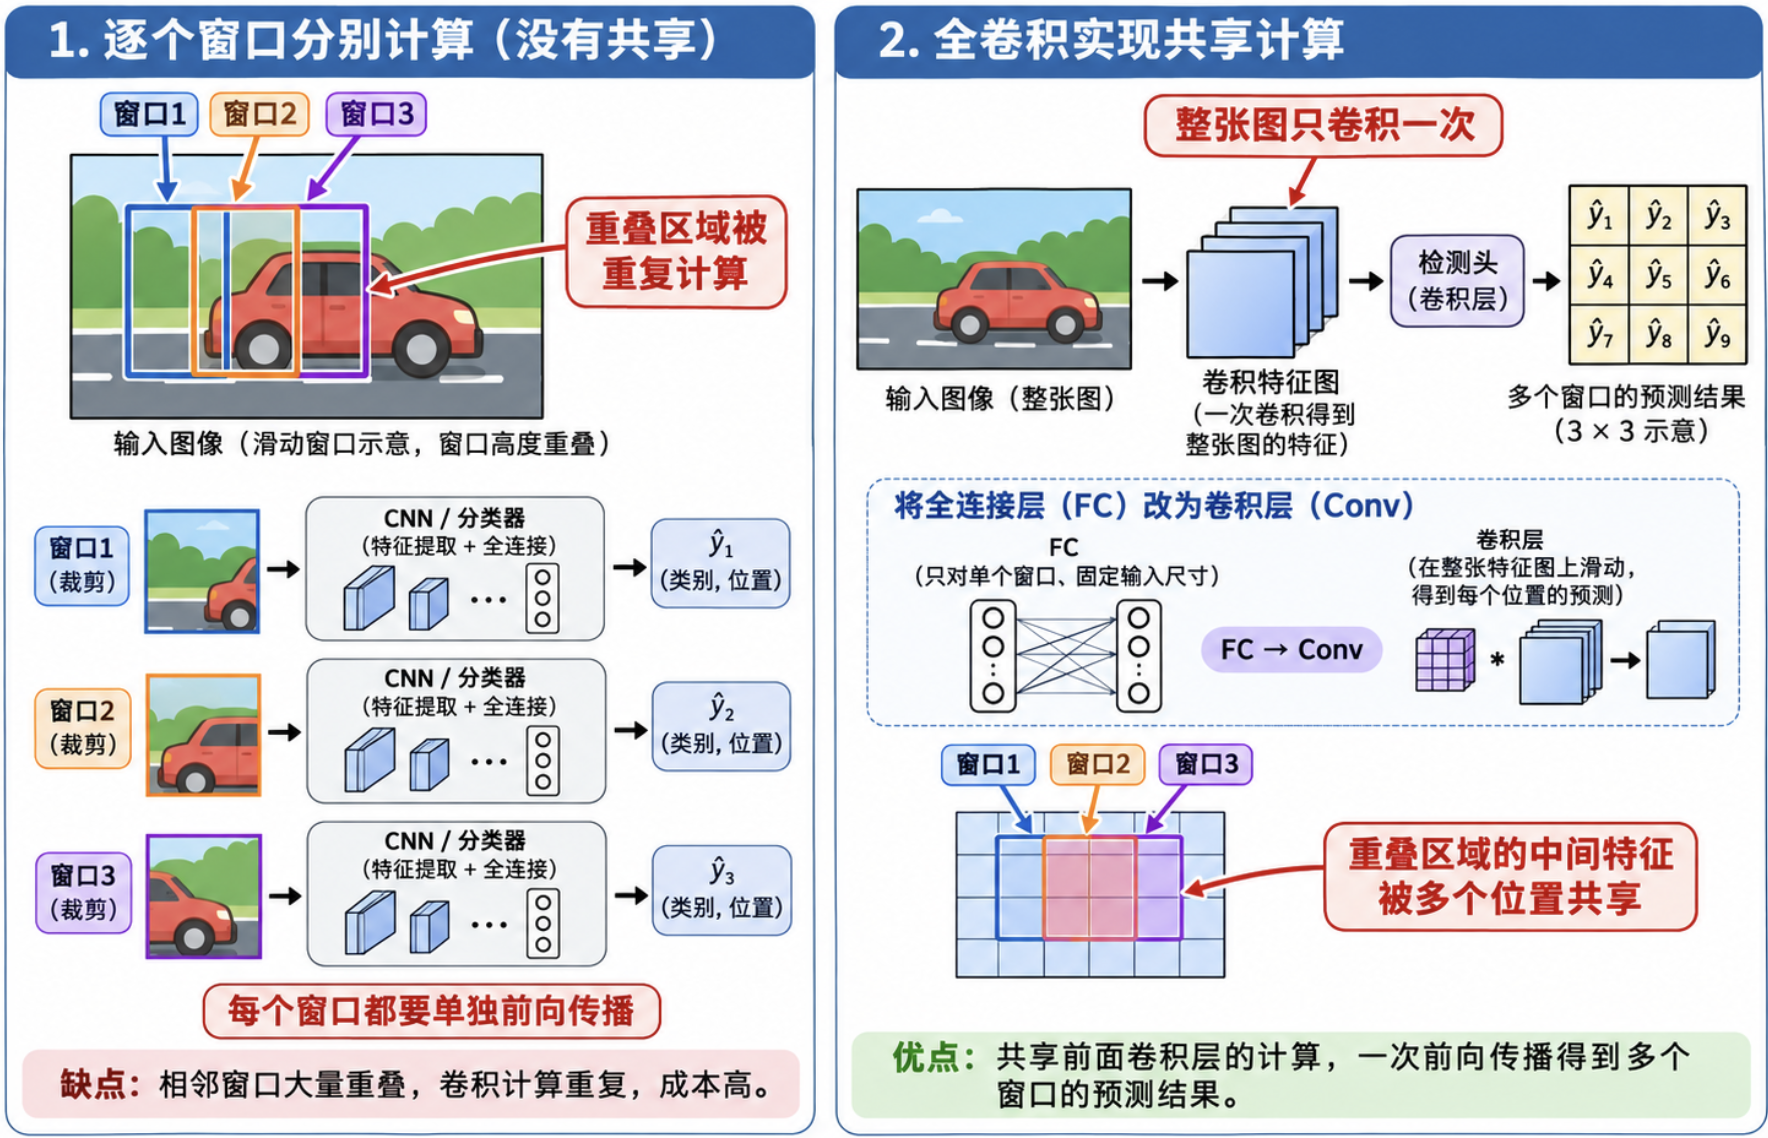 1. 逐个窗口分别计算（没有共享）
窗口1
窗口2
窗口3
重叠区域被
重复计算
输入图像（滑动窗口示意，窗口高度重叠）
窗口1
（裁剪）
CNN / 分类器
（特征提取 + 全连接）
...
ŷ1
（类别, 位置）
窗口2
（裁剪）
CNN / 分类器
（特征提取 + 全连接）
...
ŷ2
（类别, 位置）
窗口3
（裁剪）
CNN / 分类器
（特征提取 + 全连接）
...
ŷ3
（类别, 位置）
每个窗口都要单独前向传播
缺点：相邻窗口大量重叠，卷积计算重复，成本高。
2. 全卷积实现共享计算
整张图只卷积一次
输入图像（整张图）
卷积特征图
（一次卷积得到
整张图的特征）
检测头
（卷积层）
ŷ1 ŷ2 ŷ3
ŷ4 ŷ5 ŷ6
ŷ7 ŷ8 ŷ9
多个窗口的预测结果
（3 × 3 示意）
将全连接层（FC）改为卷积层（Conv）
FC
（只对单个窗口、固定输入尺寸）
FC → Conv
卷积层
（在整张特征图上滑动，
得到每个位置的预测）
*
窗口1
窗口2
窗口3
重叠区域的中间特征
被多个位置共享
优点：共享前面卷积层的计算，一次前向传播得到多个
窗口的预测结果。